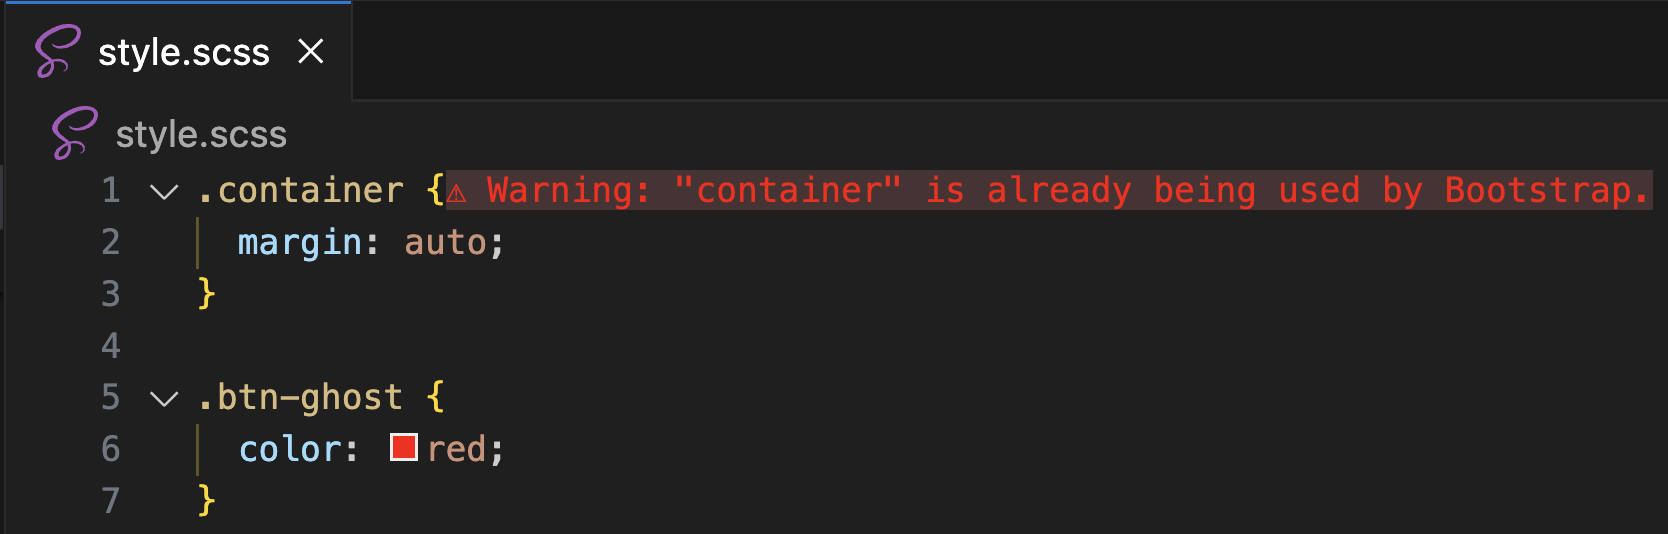 style.scss
style.scss
1 .container {⚠ Warning: "container" is already being used by Bootstrap.
2 margin: auto;
3 }
4
5 .btn-ghost {
6 color: red;
7 }